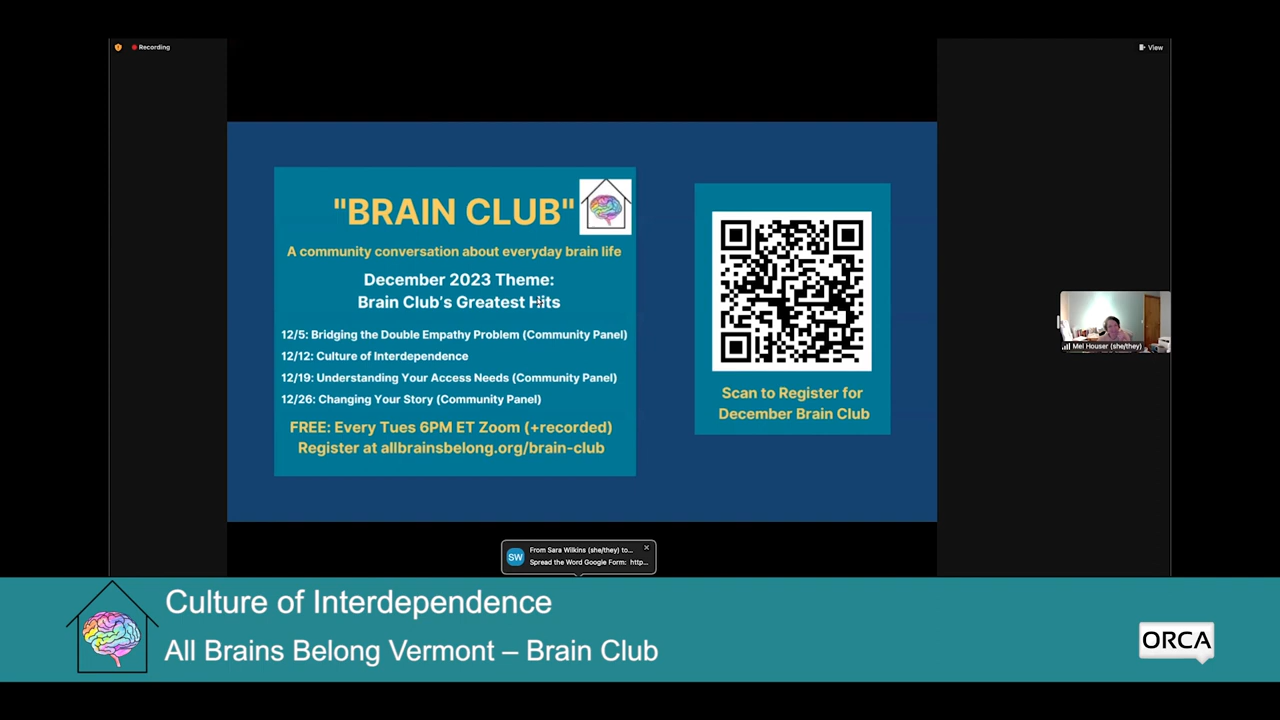 Recording
View
"BRAIN CLUB"
A community conversation about everyday brain life
December 2023 Theme:
Brain Club's Greatest Hits
12/5: Bridging the Double Empathy Problem (Community Panel)
12/12: Culture of Interdependence
12/19: Understanding Your Access Needs (Community Panel)
12/26: Changing Your Story (Community Panel)
FREE: Every Tues 6PM ET Zoom (+recorded)
Register at allbrainsbelong.org/brain-club
Scan to Register for
December Brain Club
Mel Houser (she/they)
SW
From Sara Wilkins (she/they) to...
Spread the Word Google Form: http...
Culture of Interdependence
All Brains Belong Vermont – Brain Club
ORCA